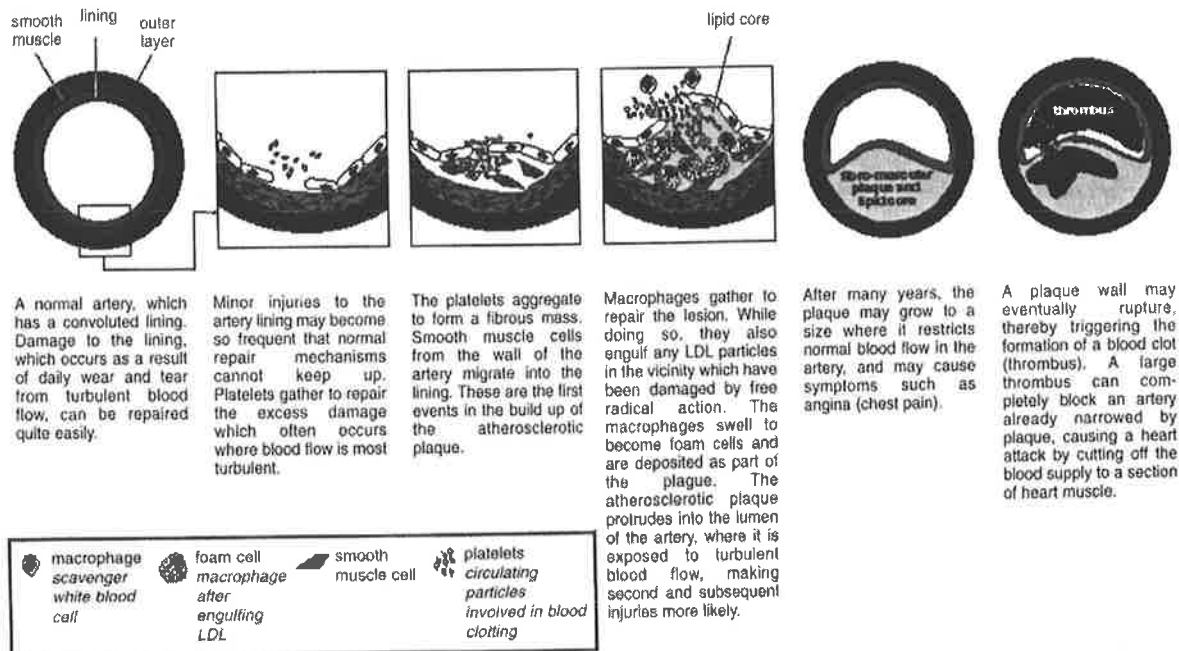 smooth muscle
lining
outer layer
lipid core
thrombus
fibro-muscular
plaque and
lipid core
A normal artery, which
has a convoluted lining.
Damage to the lining,
which occurs as a result
of daily wear and tear
from turbulent blood
flow, can be repaired
quite easily.
Minor injuries to the
artery lining may become
so frequent that normal
repair mechanisms
cannot keep up.
Platelets gather to repair
the excess damage
which often occurs
where blood flow is most
turbulent.
The platelets aggregate
to form a fibrous mass.
Smooth muscle cells
from the wall of the
artery migrate into the
lining. These are the first
events in the build up of
the atherosclerotic
plaque.
Macrophages gather to
repair the lesion. While
doing so, they also
engulf any LDL particles
in the vicinity which have
been damaged by free
radical action. The
macrophages swell to
become foam cells and
are deposited as part of
the plague. The
atherosclerotic plaque
protrudes into the lumen
of the artery, where it is
exposed to turbulent
blood flow, making
second and subsequent
injuries more likely.
After many years, the
plaque may grow to a
size where it restricts
normal blood flow in the
artery, and may cause
symptoms such as
angina (chest pain).
A plaque wall may
eventually rupture,
thereby triggering the
formation of a blood clot
(thrombus). A large
thrombus can com-
pletely block an artery
already narrowed by
plaque, causing a heart
attack by cutting off the
blood supply to a section
of heart muscle.
macrophage
scavenger
white blood
cell
foam cell
macrophage
after
engulfing
LDL
smooth
muscle cell
platelets
circulating
particles
involved in blood
clotting